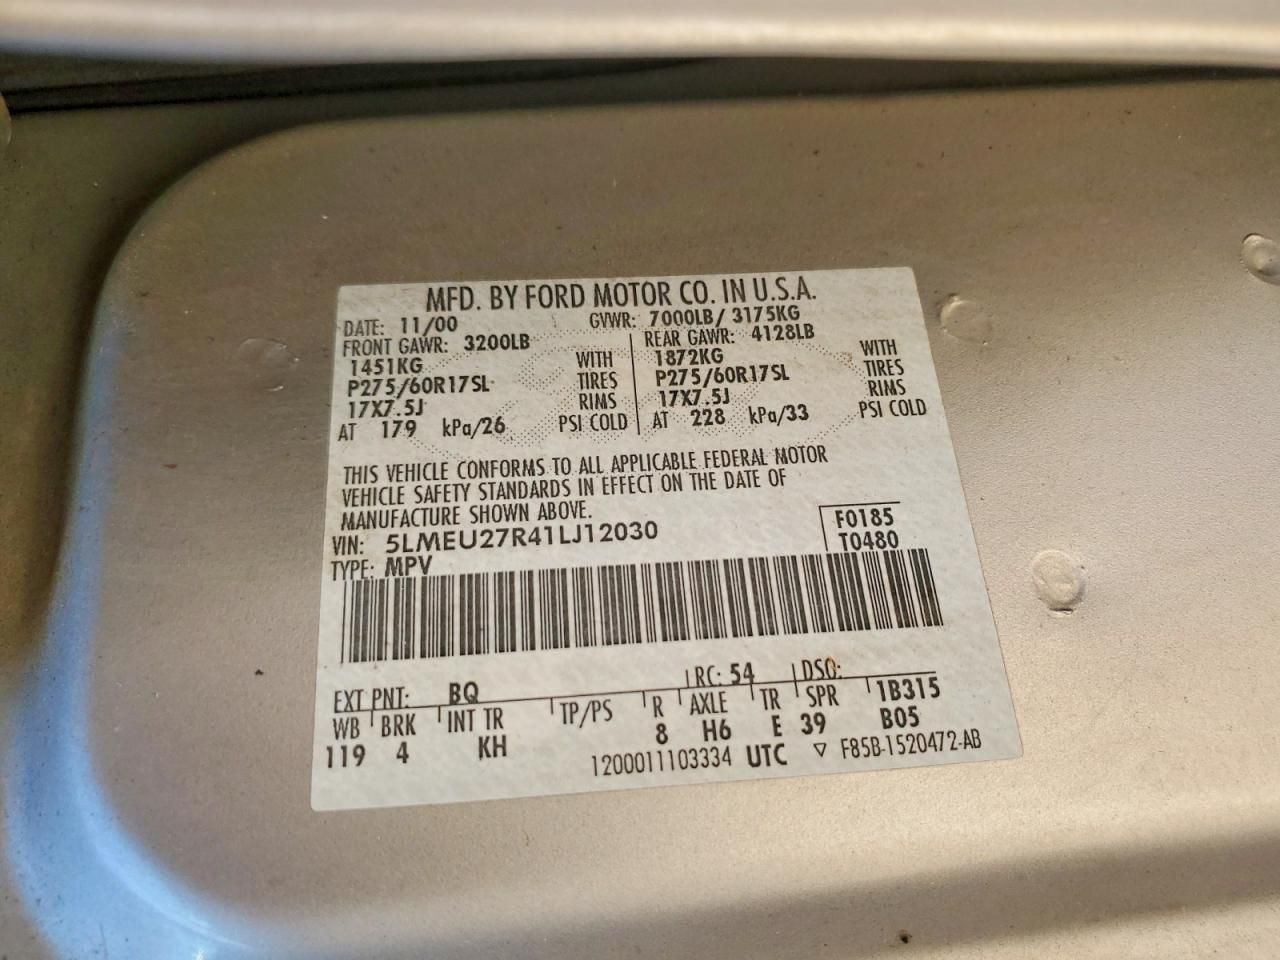 MFD. BY FORD MOTOR CO. IN U.S.A.
DATE: 11/00 GVWR: 7000LB/ 3175KG
FRONT GAWR: 3200LB REAR GAWR: 4128LB
1451KG WITH 1872KG WITH
P275/60R17SL TIRES P275/60R17SL TIRES
17X7.5J RIMS 17X7.5J RIMS
AT 179 kPa/26 PSI COLD AT 228 kPa/33 PSI COLD
THIS VEHICLE CONFORMS TO ALL APPLICABLE FEDERAL MOTOR
VEHICLE SAFETY STANDARDS IN EFFECT ON THE DATE OF
MANUFACTURE SHOWN ABOVE.
VIN: 5LMEU27R41LJ12030 F0185
TYPE: MPV T0480
EXT PNT: BQ RC: 54 DSO:
WB BRK INT TR TP/PS R AXLE TR SPR 1B315
119 4 KH 8 H6 E 39 B05
1200011103334 UTC ▽ F85B-1520472-AB